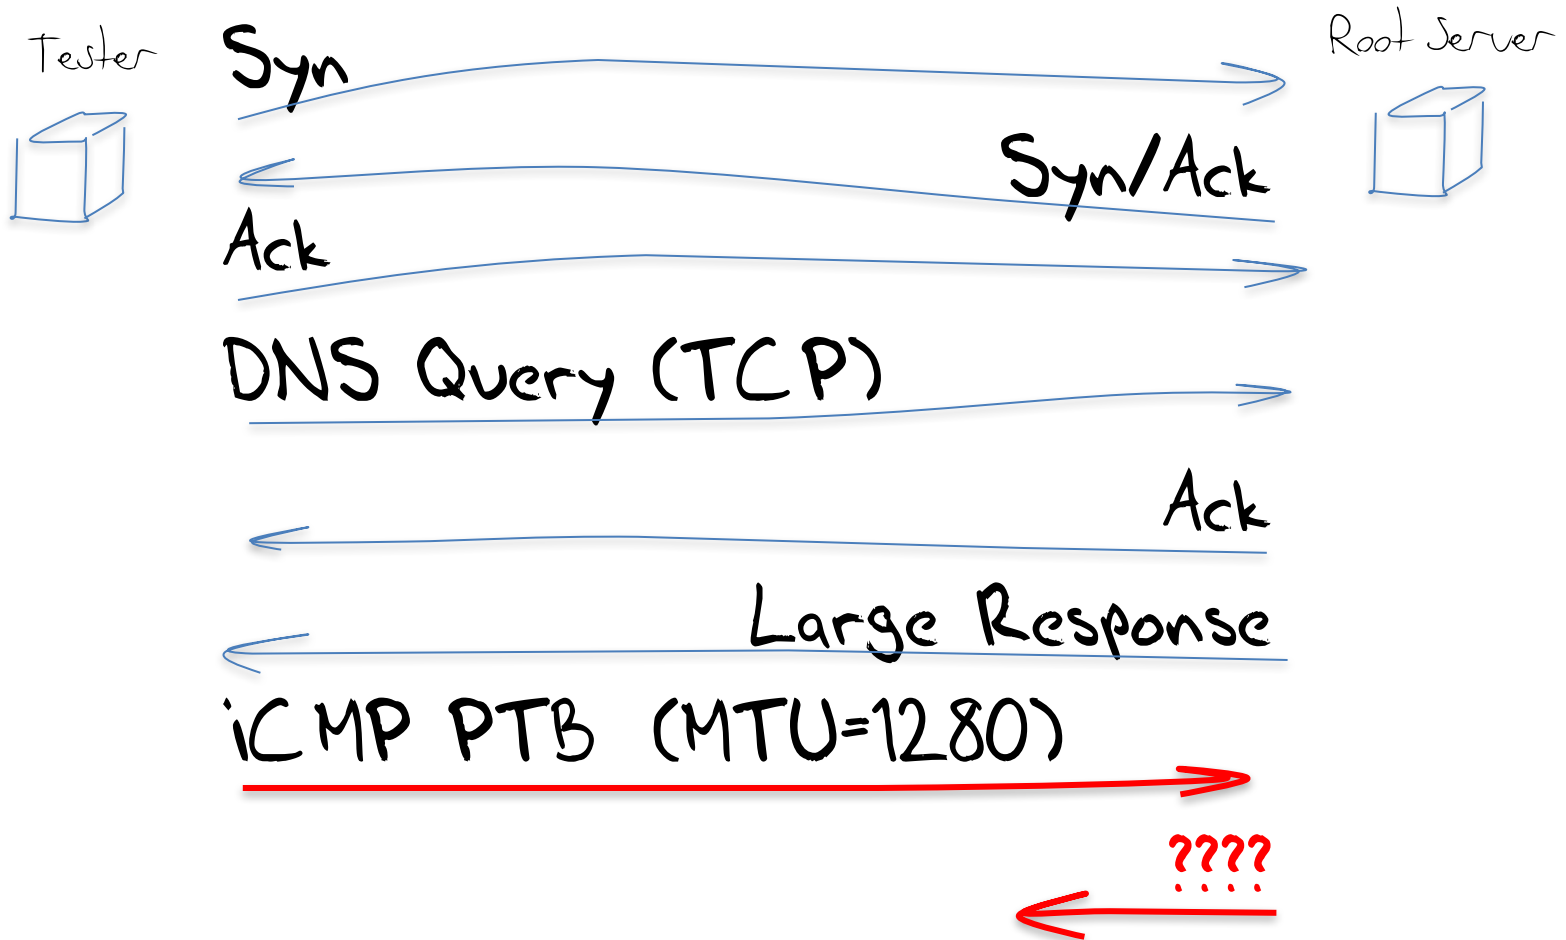 Tester
Root Server
Syn
Syn/Ack
Ack
DNS Query (TCP)
Ack
Large Response
iCMP PTB (MTU=1280)
????